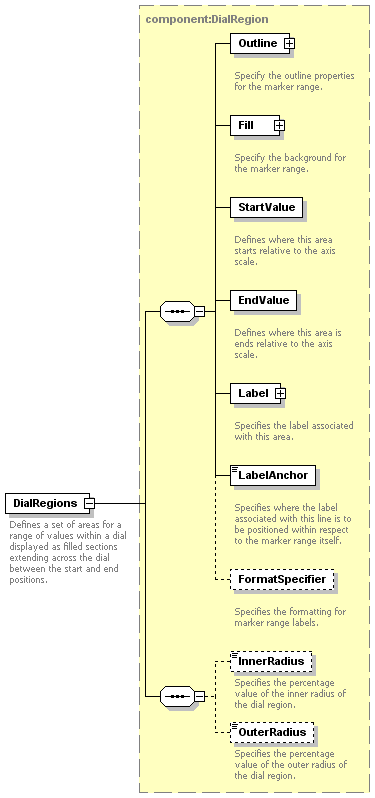 component:DialRegion
Outline
Specify the outline properties
for the marker range.
Fill
Specify the background for
the marker range.
StartValue
Defines where this area
starts relative to the axis
scale.
EndValue
Defines where this area is
ends relative to the axis
scale.
Label
Specifies the label associated
with this area.
LabelAnchor
Specifies where the label
associated with this line is to
be positioned within respect
to the marker range itself.
FormatSpecifier
Specifies the formatting for
marker range labels.
DialRegions
Defines a set of areas for a
range of values within a dial
displayed as filled sections
extending across the dial
between the start and end
positions.
InnerRadius
Specifies the percentage
value of the inner radius of
the dial region.
OuterRadius
Specifies the percentage
value of the outer radius of
the dial region.